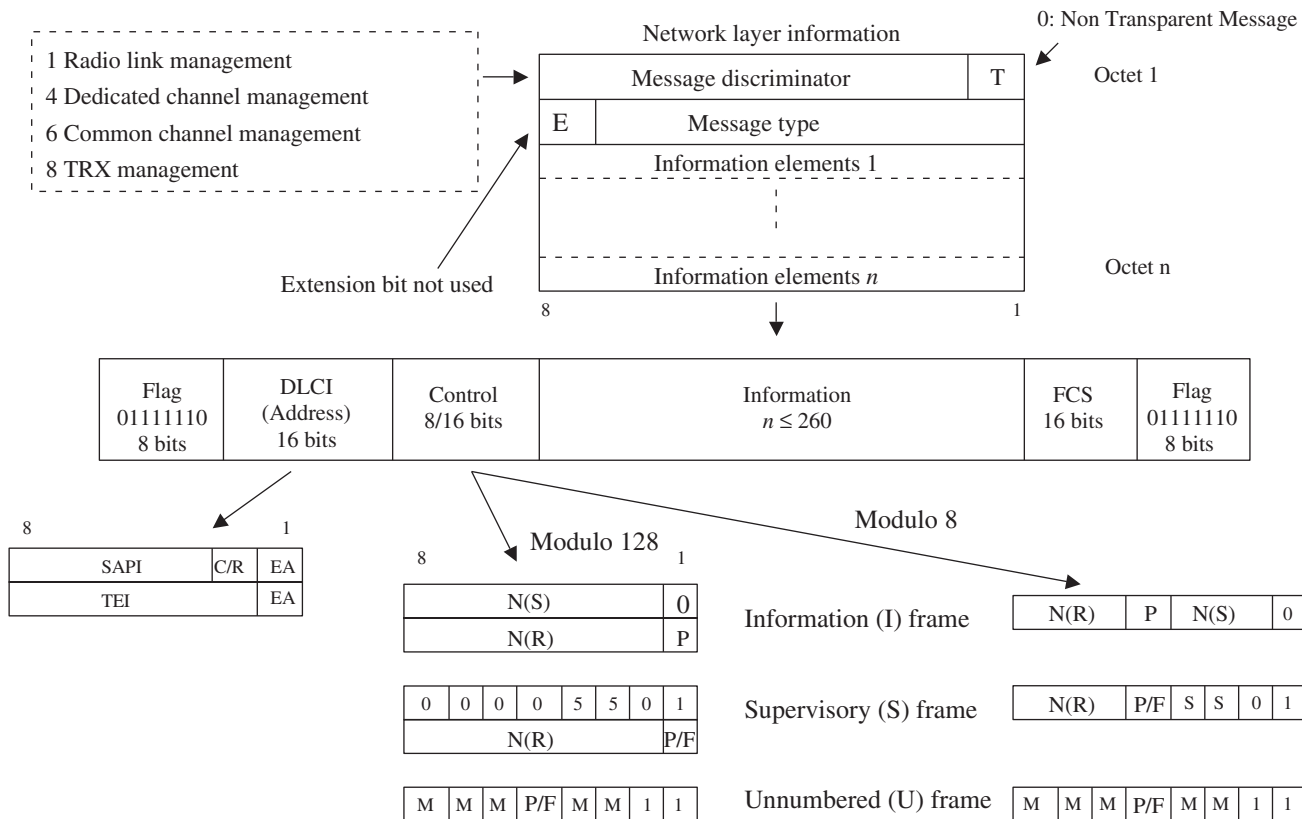 0: Non Transparent Message
Network layer information
1 Radio link management
4 Dedicated channel management
6 Common channel management
8 TRX management
Message discriminator T
Octet 1
E Message type
Information elements 1
Information elements n
Octet n
Extension bit not used
8 1
Flag
01111110
8 bits
DLCI
(Address)
16 bits
Control
8/16 bits
Information
n ≤ 260
FCS
16 bits
Flag
01111110
8 bits
8 1
SAPI C/R EA
TEI EA
Modulo 128
8 1
Modulo 8
N(S) 0
N(R) P
Information (I) frame
N(R) P N(S) 0
0 0 0 0 5 5 0 1
N(R) P/F
Supervisory (S) frame
N(R) P/F S S 0 1
M M M P/F M M 1 1
Unnumbered (U) frame
M M M P/F M M 1 1